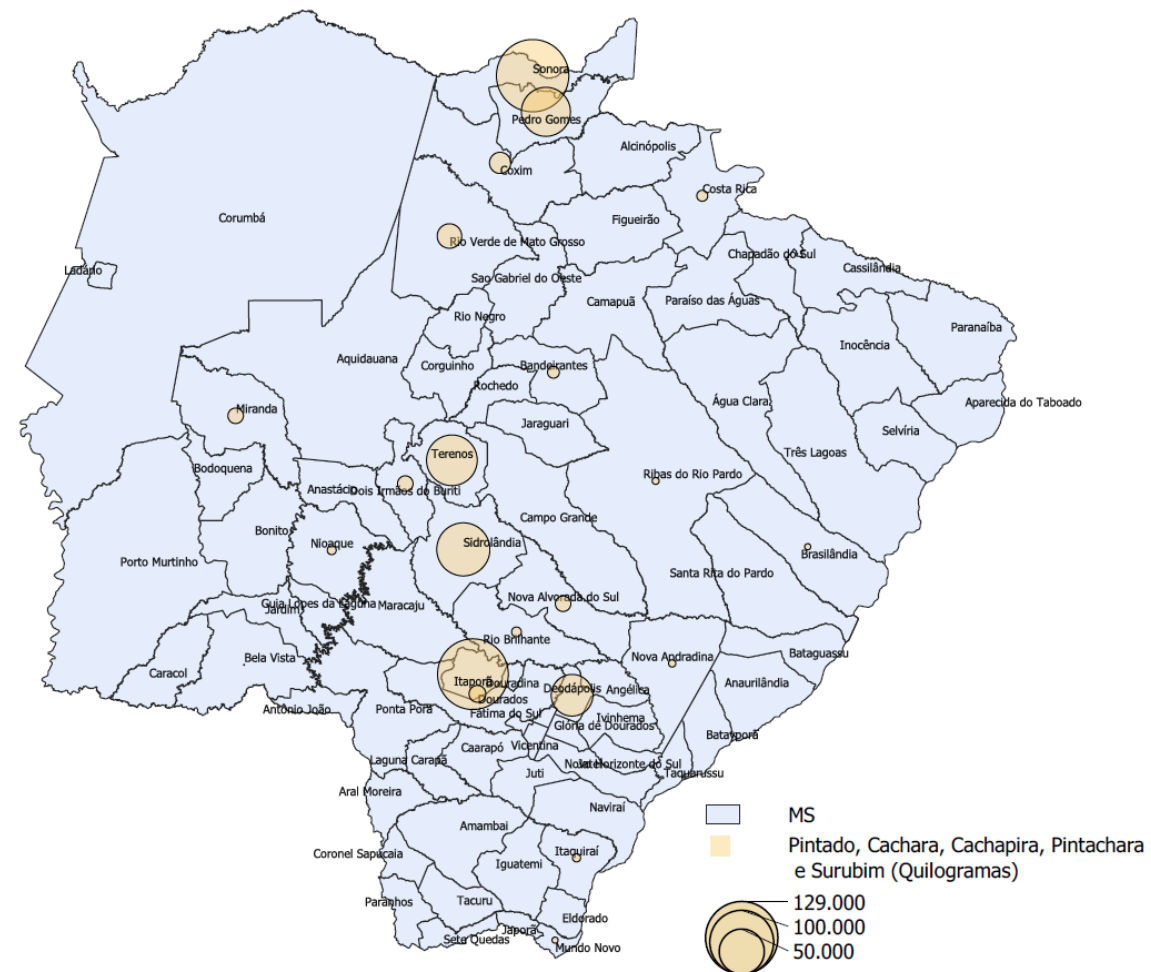 Sonora
Pedro Gomes
Alcinópolis
Coxim
Costa Rica
Corumbá
Figueirão
Rio Verde de Mato Grosso
Chapadão do Sul
Cassilândia
Ladário
Sao Gabriel do Oeste
Camapuã
Paraíso das Águas
Rio Negro
Paranaíba
Inocência
Aquidauana
Corguinho
Bandeirantes
Rochedo
Água Clara
Aparecida do Taboado
Miranda
Jaraguari
Selvíria
Terenos
Três Lagoas
Bodoquena
Ribas do Rio Pardo
Anastácio
Dois Irmãos do Buriti
Campo Grande
Bonito
Nioaque
Sidrolândia
Brasilândia
Porto Murtinho
Santa Rita do Pardo
Nova Alvorada do Sul
Guia Lopes da Laguna
Jardim
Maracaju
Rio Brilhante
Bataguassu
Bela Vista
Nova Andradina
Caracol
Itaporã
Douradina
Deodápolis
Angélica
Anaurilândia
Dourados
Antônio João
Ponta Porã
Fátima do Sul
Ivinhema
Glória de Dourados
Batayporã
Caarapó
Vicentina
Laguna Carapã
Novo Horizonte do Sul
Jateí
Taquarussu
Juti
Aral Moreira
Naviraí
MS
Amambai
Pintado, Cachara, Cachapira, Pintachara
e Surubim (Quilogramas)
Coronel Sapucaia
Itaquiraí
Iguatemi
Paranhos
Tacuru
129.000
Eldorado
100.000
Japorã
Sete Quedas
Mundo Novo
50.000